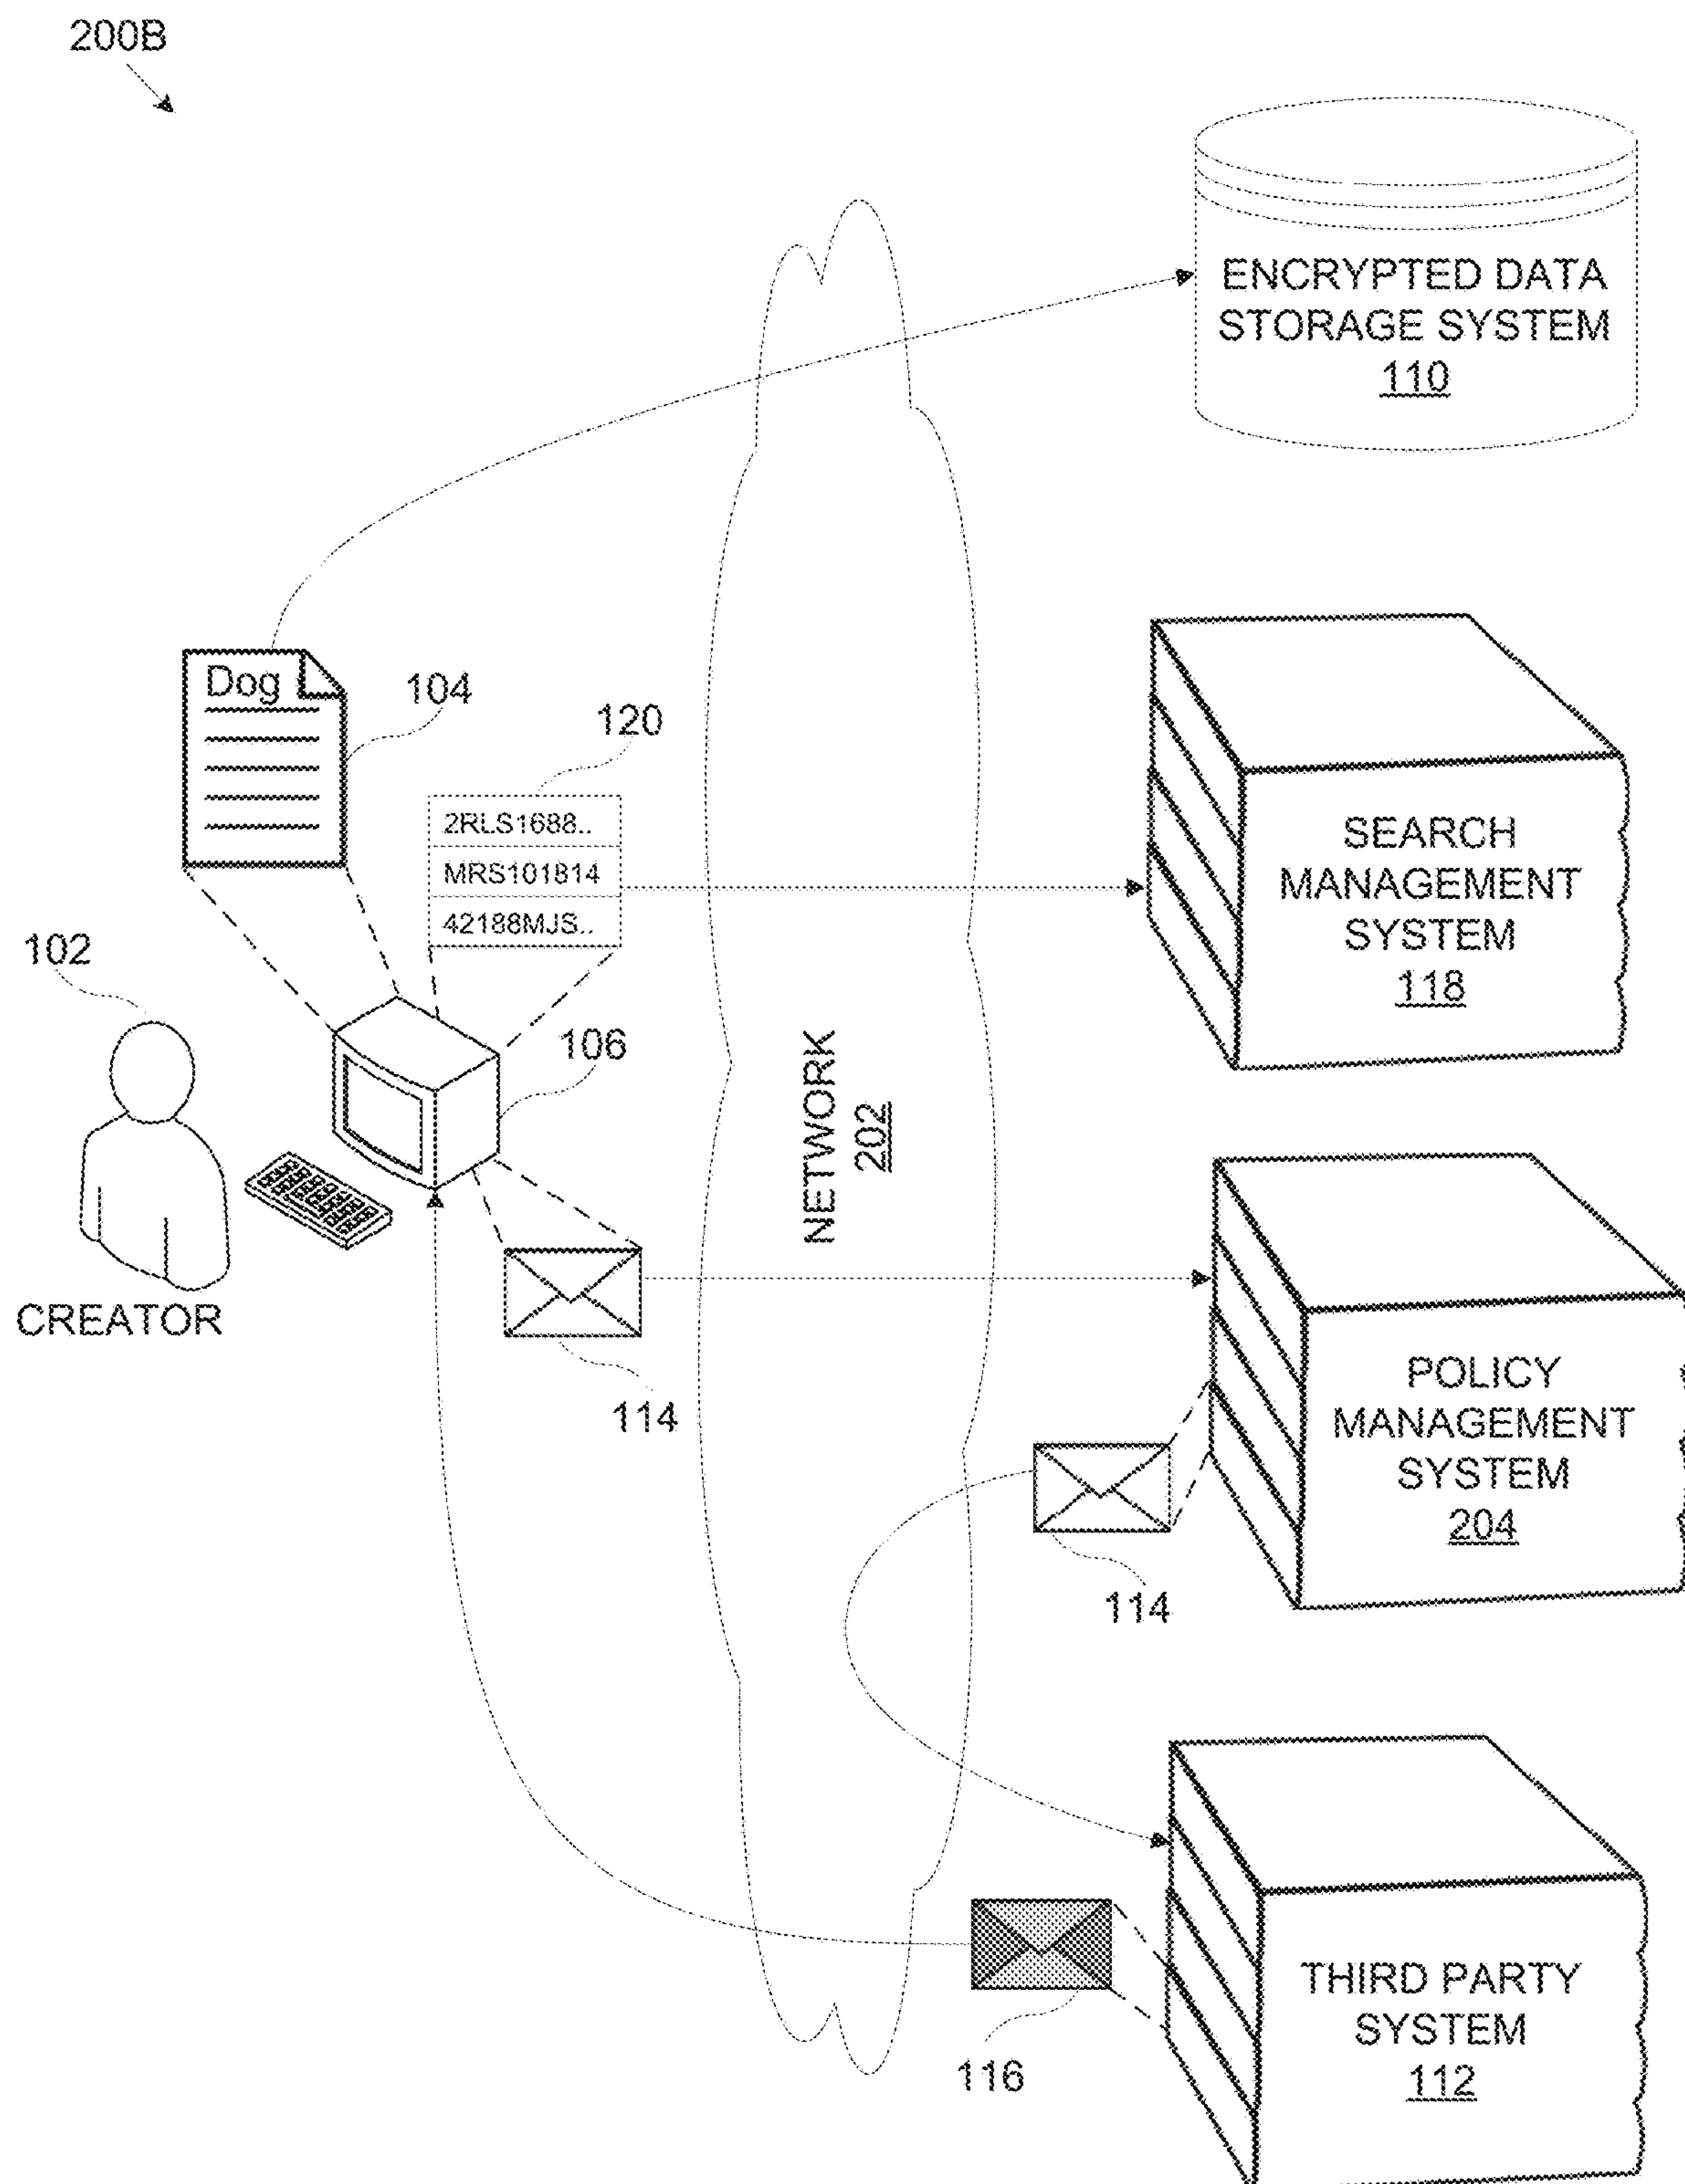 200B
ENCRYPTED DATA
STORAGE SYSTEM
110
Dog
104
120
2RLS1688..
MRS101814
42188MJS..
SEARCH
MANAGEMENT
SYSTEM
118
102
106
NETWORK
202
CREATOR
114
POLICY
MANAGEMENT
SYSTEM
204
114
THIRD PARTY
SYSTEM
112
116